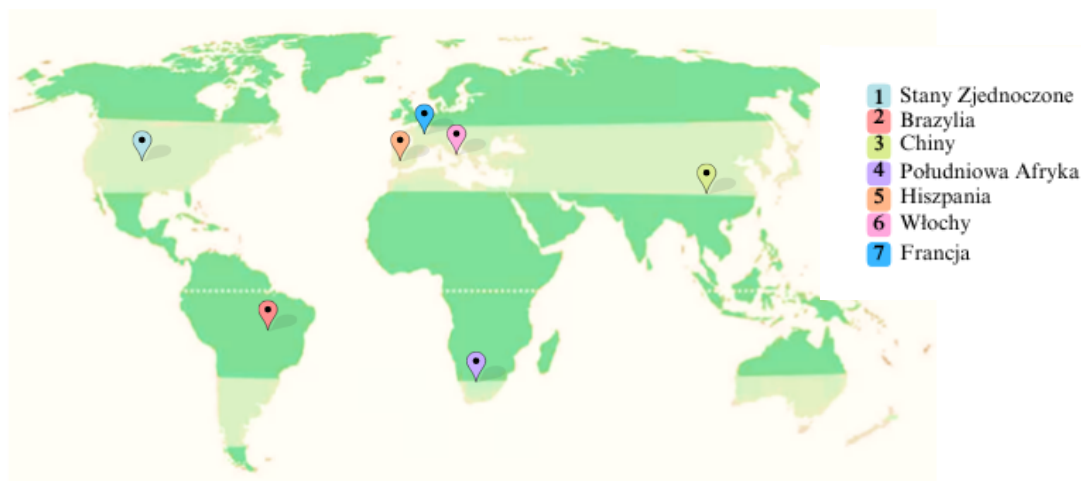 1 Stany Zjednoczone
2 Brazylia
3 Chiny
4 Południowa Afryka
5 Hiszpania
6 Włochy
7 Francja